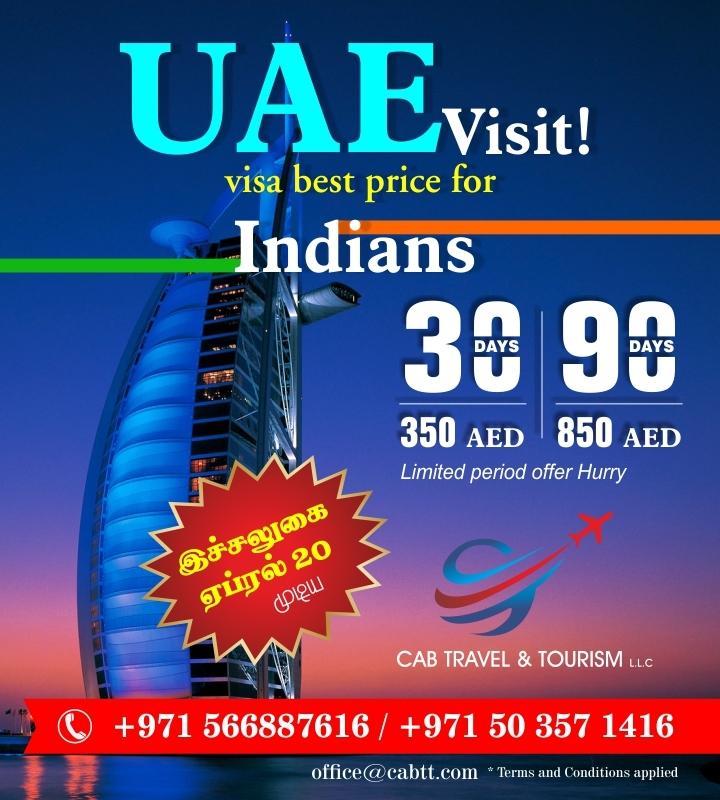 UAE Visit!
visa best price for
Indians
30 DAYS 90 DAYS
350 AED 850 AED
Limited period offer Hurry
இச்சலுகை
ஏப்ரல் 20
முடிய
CAB TRAVEL & TOURISM L.L.C
+971 566887616 / +971 50 357 1416
office@cabtt.com * Terms and Conditions applied